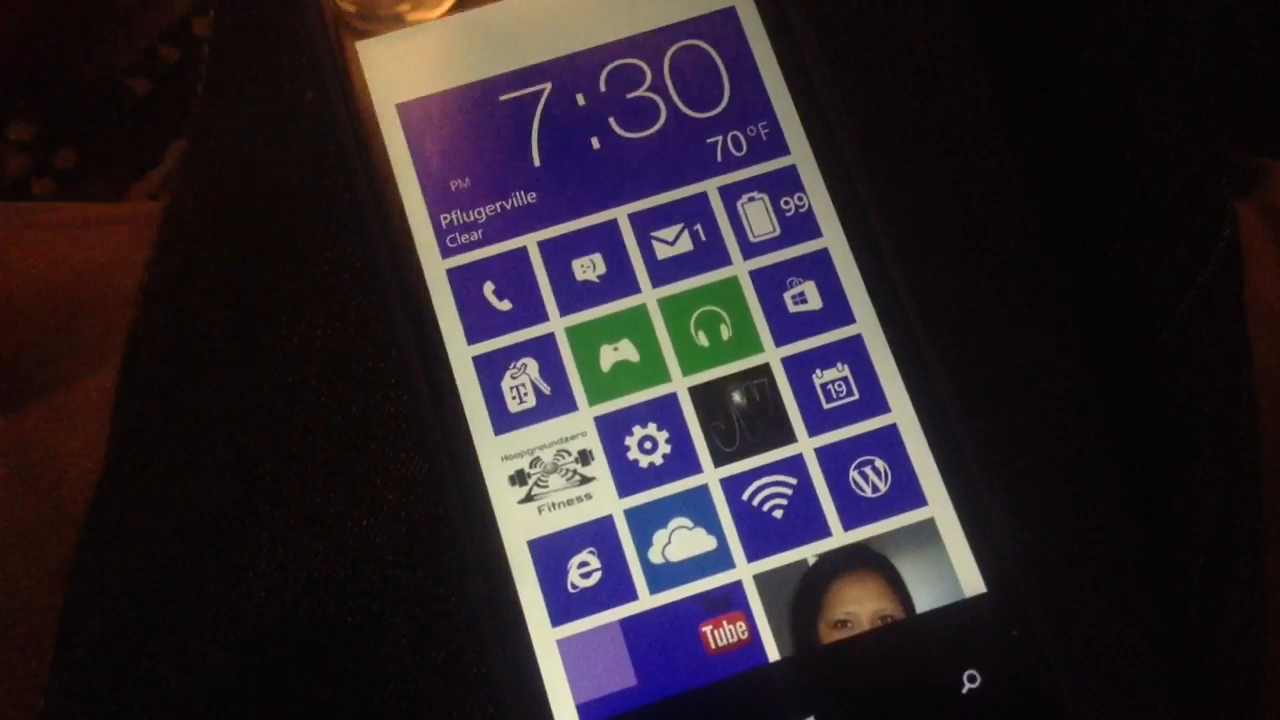 7:30
70°F
PM
Pflugerville
Clear
1
99
T
19
Hoopgroundzero
Fitness
W
e
Tube